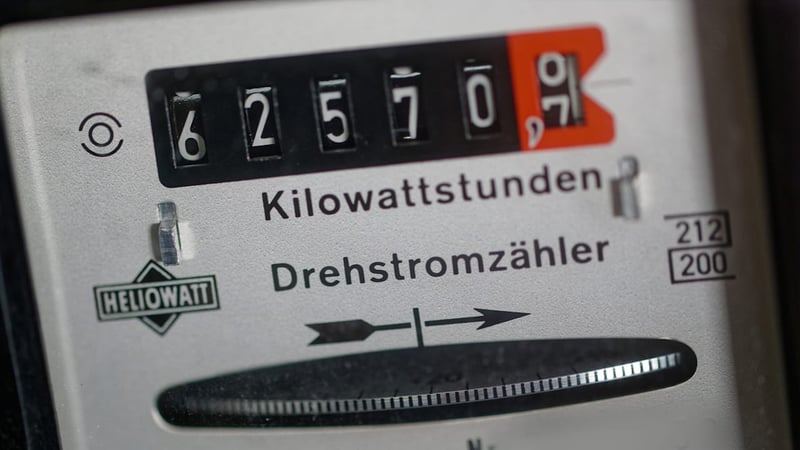 62570,7
Kilowattstunden
Drehstromzähler
212
200
HELIOWATT